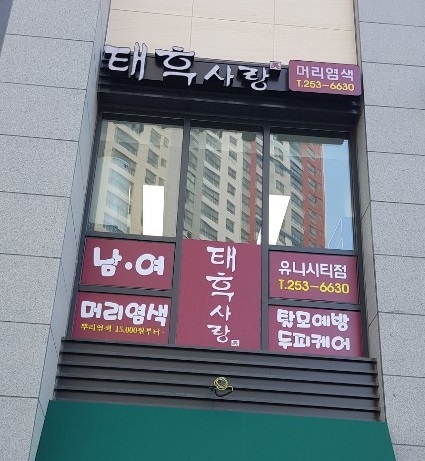 태흑사랑
머리염색
T.253-6630
남·여
태흑사랑
유니시티점
T.253-6630
머리염색
뿌리염색 15,000원부터~
탈모예방
두피케어